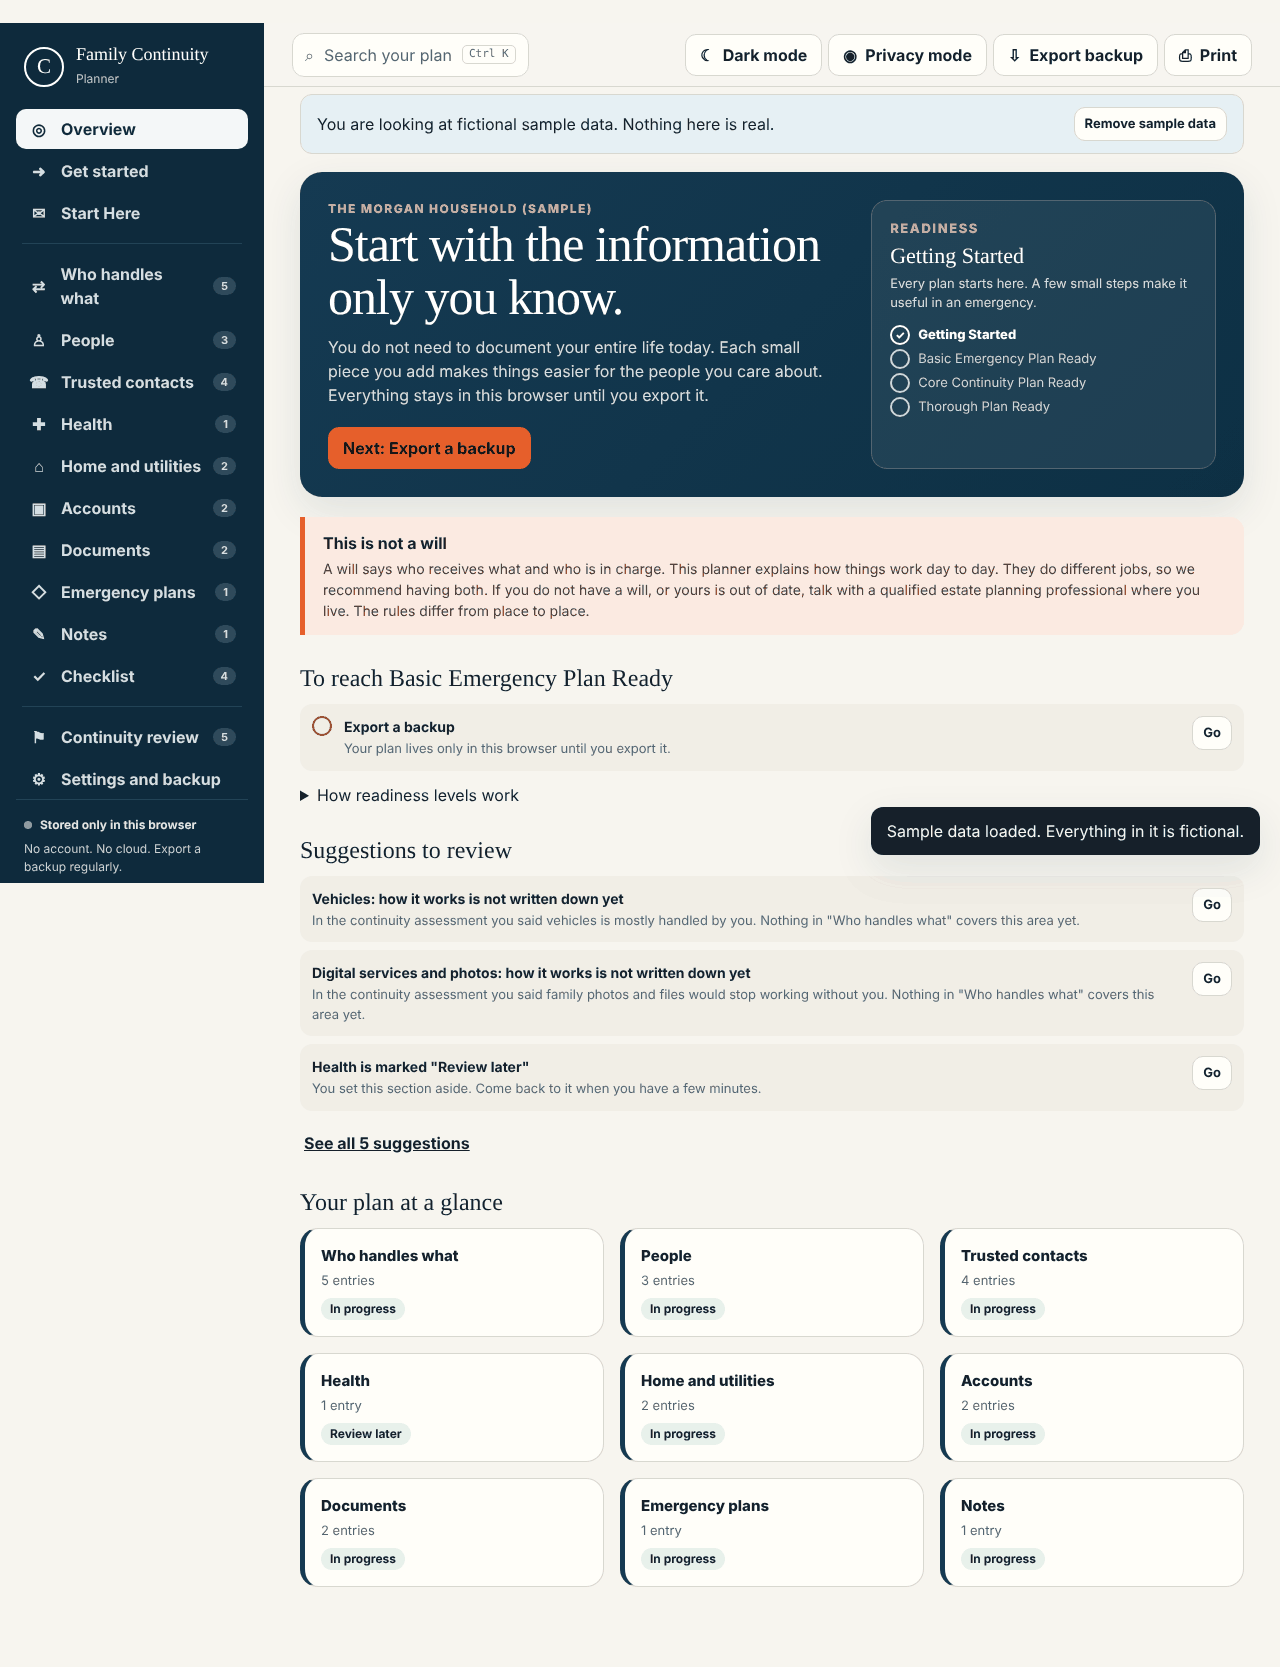 C
Family Continuity
Planner
Overview
Get started
Start Here
Who handles
what
5
People 3
Trusted contacts 4
Health 1
Home and utilities 2
Accounts 2
Documents 2
Emergency plans 1
Notes 1
Checklist 4
Continuity review 5
Settings and backup
Stored only in this browser
No account. No cloud. Export a
backup regularly.
Search your plan Ctrl K
Dark mode
Privacy mode
Export backup
Print
You are looking at fictional sample data. Nothing here is real.
Remove sample data
THE MORGAN HOUSEHOLD (SAMPLE)
Start with the information
only you know.
You do not need to document your entire life today. Each small
piece you add makes things easier for the people you care about.
Everything stays in this browser until you export it.
Next: Export a backup
READINESS
Getting Started
Every plan starts here. A few small steps make it
useful in an emergency.
Getting Started
Basic Emergency Plan Ready
Core Continuity Plan Ready
Thorough Plan Ready
This is not a will
A will says who receives what and who is in charge. This planner explains how things work day to day. They do different jobs, so we
recommend having both. If you do not have a will, or yours is out of date, talk with a qualified estate planning professional where you
live. The rules differ from place to place.
To reach Basic Emergency Plan Ready
Export a backup
Your plan lives only in this browser until you export it.
Go
How readiness levels work
Sample data loaded. Everything in it is fictional.
Suggestions to review
Vehicles: how it works is not written down yet
In the continuity assessment you said vehicles is mostly handled by you. Nothing in "Who handles what" covers this area yet.
Go
Digital services and photos: how it works is not written down yet
In the continuity assessment you said family photos and files would stop working without you. Nothing in "Who handles what" covers this
area yet.
Go
Health is marked "Review later"
You set this section aside. Come back to it when you have a few minutes.
Go
See all 5 suggestions
Your plan at a glance
Who handles what
5 entries
In progress
People
3 entries
In progress
Trusted contacts
4 entries
In progress
Health
1 entry
Review later
Home and utilities
2 entries
In progress
Accounts
2 entries
In progress
Documents
2 entries
In progress
Emergency plans
1 entry
In progress
Notes
1 entry
In progress